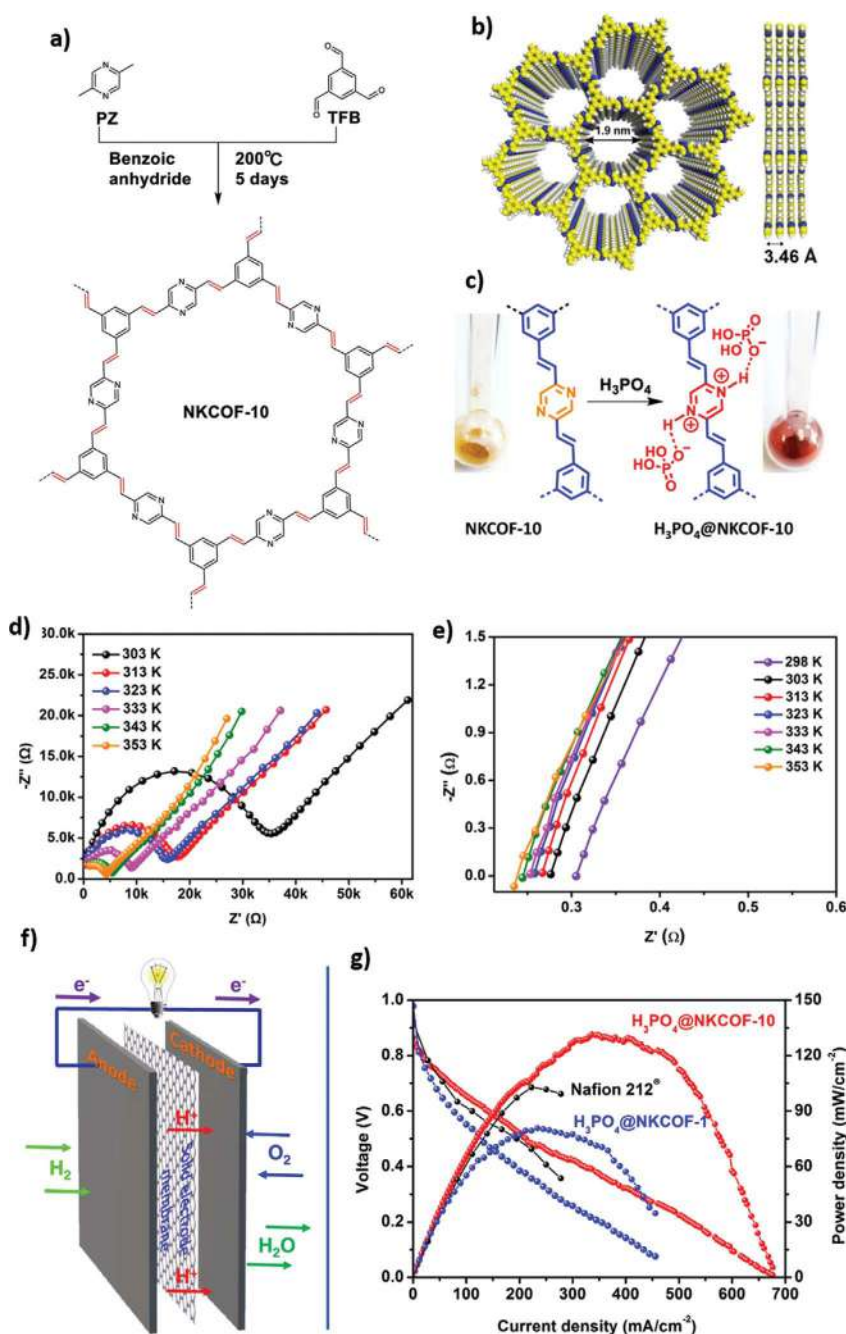 a)
PZ
TFB
O
O
O
N
N
Benzoic
anhydride
200°C
5 days
NKCOF-10
b)
1.9 nm
3.46 Å
c)
H₃PO₄
NKCOF-10
H₃PO₄@NKCOF-10
d)
-Z'' (Ω)
30.0k
25.0k
20.0k
15.0k
10.0k
5.0k
0.0
303 K
313 K
323 K
333 K
343 K
353 K
0 10k 20k 30k 40k 50k 60k
Z' (Ω)
e)
-Z'' (Ω)
1.5
1.2
0.9
0.6
0.3
0.0
298 K
303 K
313 K
323 K
333 K
343 K
353 K
0.3 0.4 0.5 0.6
Z' (Ω)
f)
e⁻ e⁻
Anode
Cathode
Solid electrolte
membrane
H⁺
H⁺
H₂
O₂
H₂O
g)
Voltage (V)
1.0
0.8
0.6
0.4
0.2
0.0
H₃PO₄@NKCOF-10
Nafion 212®
H₃PO₄@NKCOF-1
150
120
90
60
30
0
Power density (mW/cm⁻²)
0 100 200 300 400 500 600 700
Current density (mA/cm⁻²)